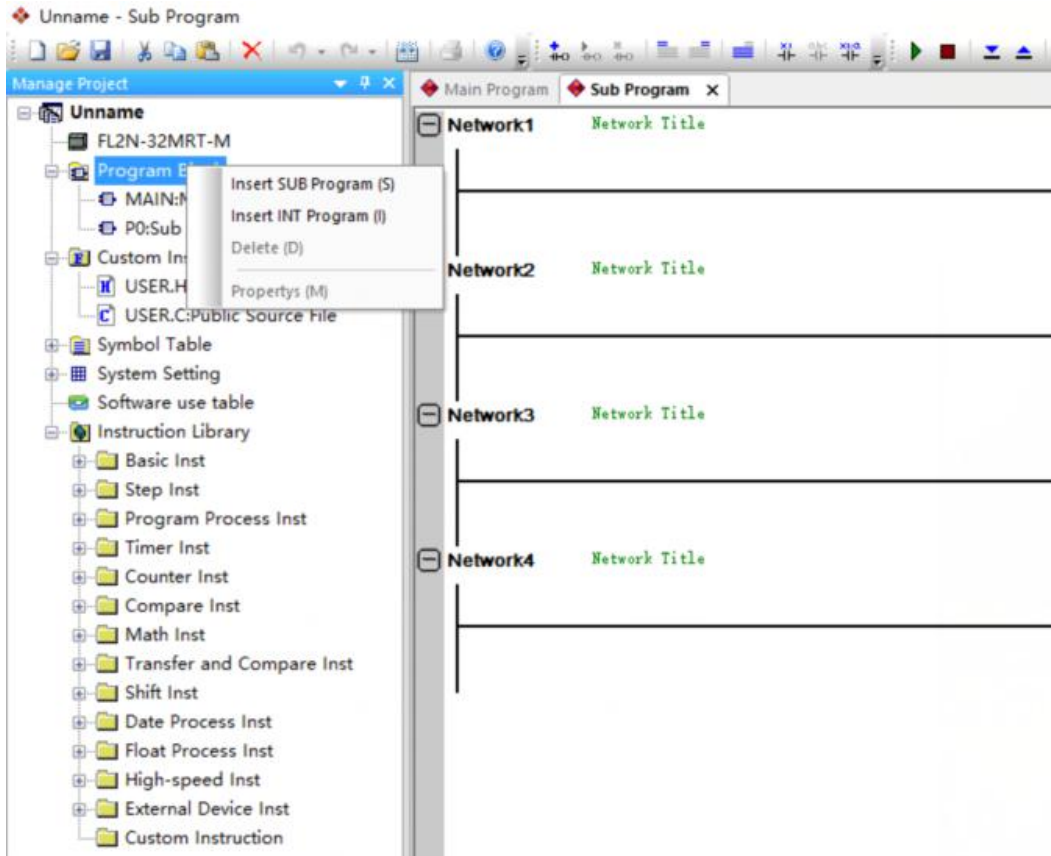 Unname - Sub Program
Manage Project
Main Program
Sub Program X
Unname
FL2N-32MRT-M
Program B
MAIN:
P0:Sub
Custom In
USER.H
USER.C:Public Source File
Symbol Table
System Setting
Software use table
Instruction Library
Basic Inst
Step Inst
Program Process Inst
Timer Inst
Counter Inst
Compare Inst
Math Inst
Transfer and Compare Inst
Shift Inst
Date Process Inst
Float Process Inst
High-speed Inst
External Device Inst
Custom Instruction
Insert SUB Program (S)
Insert INT Program (I)
Delete (D)
Propertys (M)
Network1 Network Title
Network2 Network Title
Network3 Network Title
Network4 Network Title